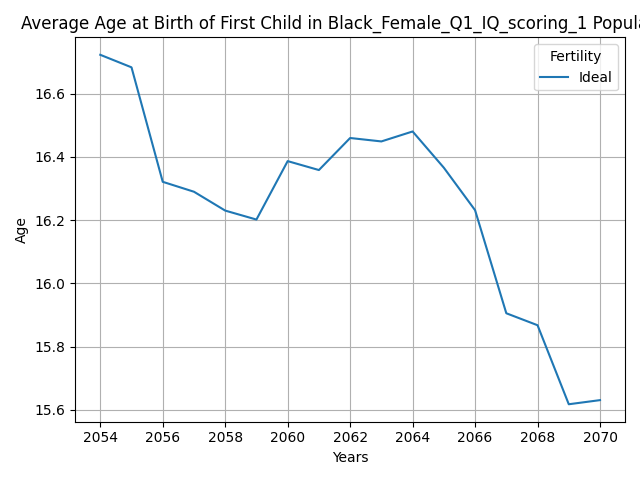 Average Age at Birth of First Child in Black_Female_Q1_IQ_scoring_1 Popula
Fertility
Ideal
16.6
16.4
16.2
16.0
15.8
15.6
Age
2054 2056 2058 2060 2062 2064 2066 2068 2070
Years